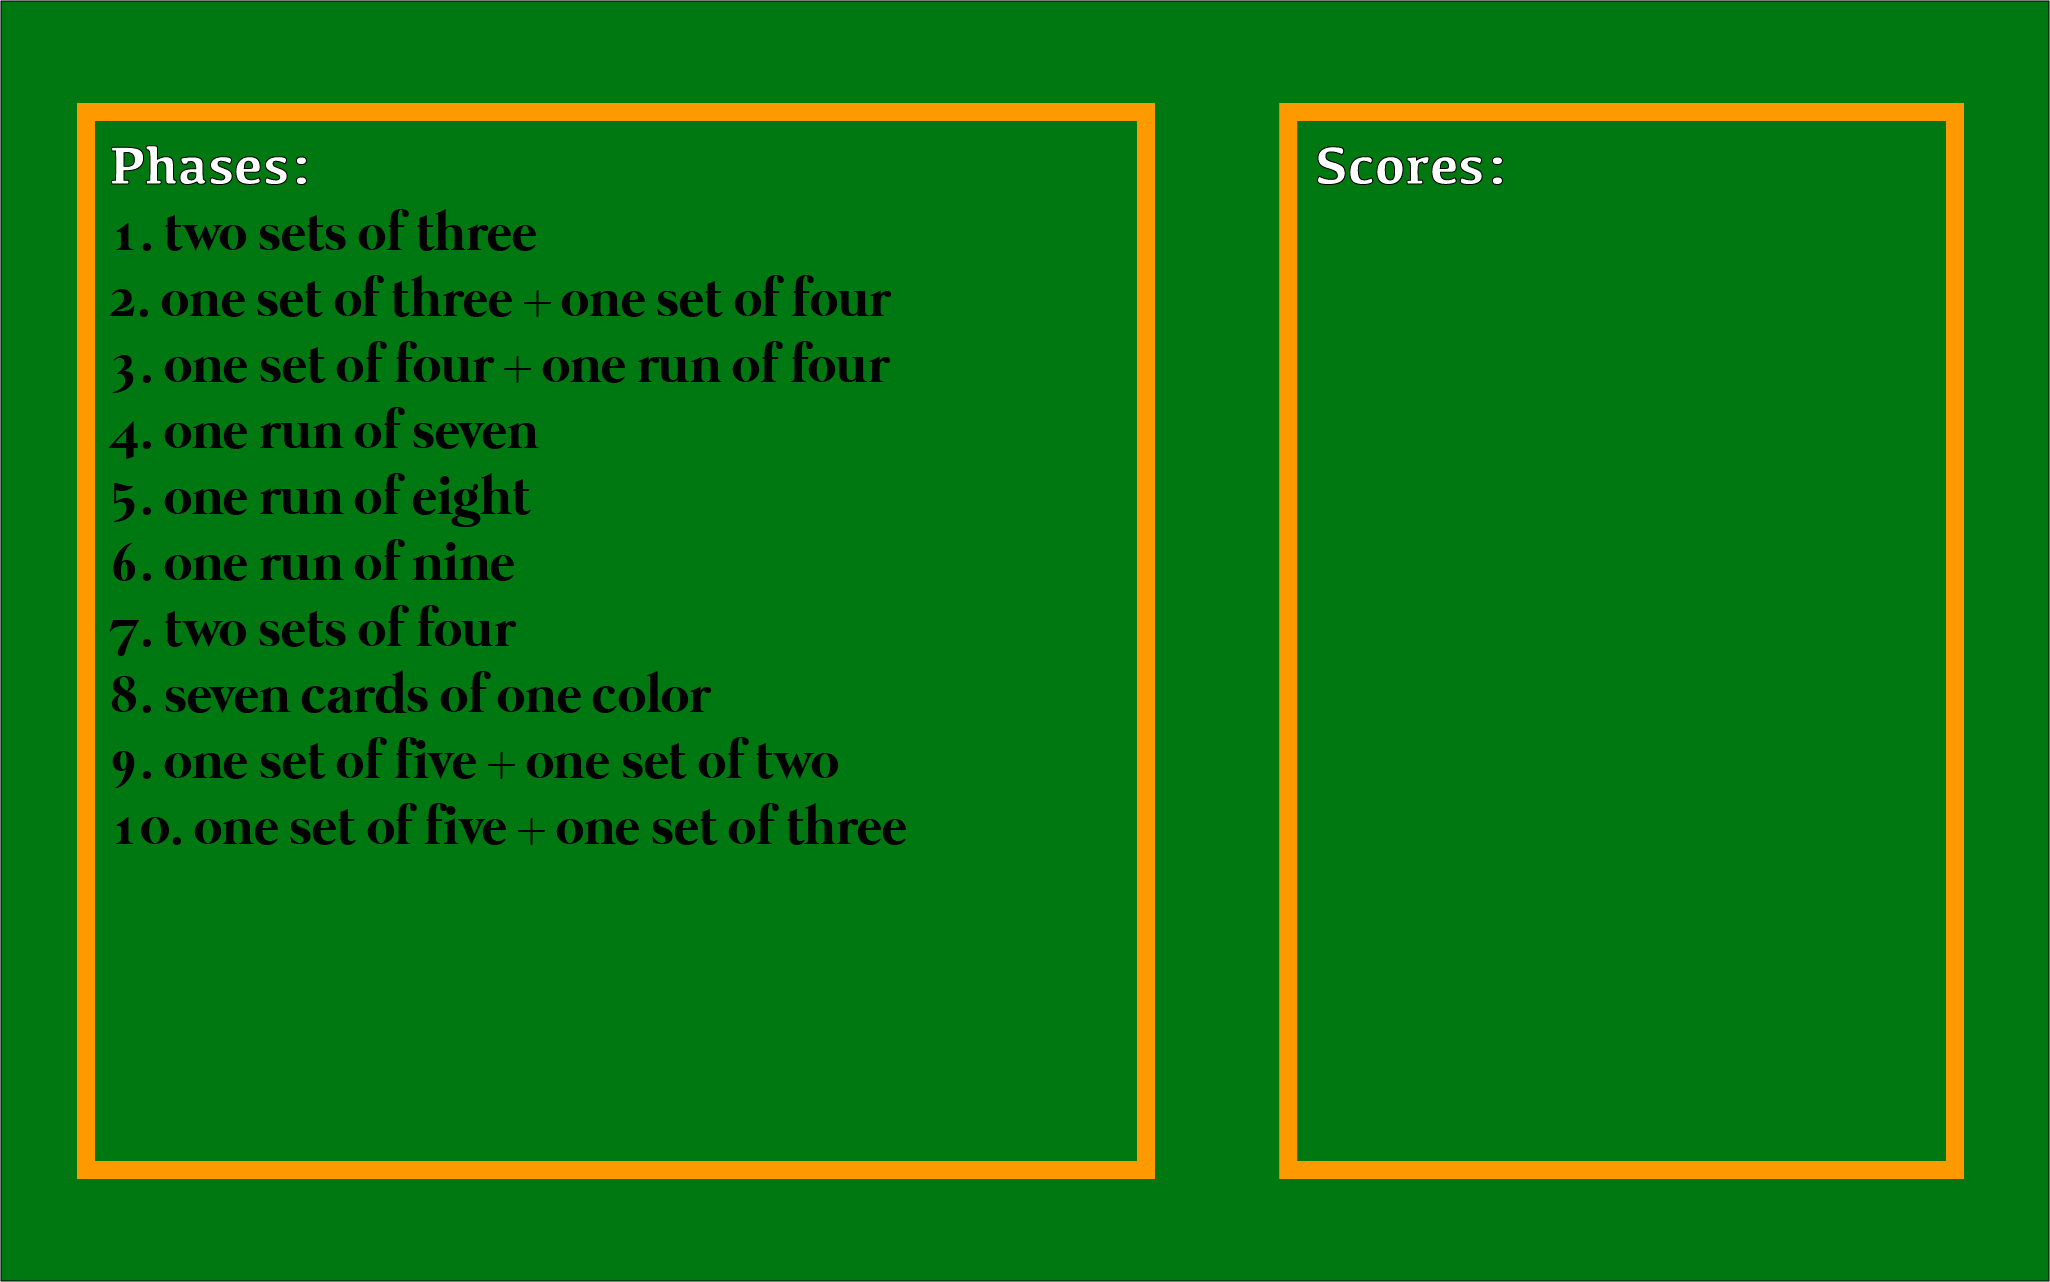 Phases:
1. two sets of three
2. one set of three + one set of four
3. one set of four + one run of four
4. one run of seven
5. one run of eight
6. one run of nine
7. two sets of four
8. seven cards of one color
9. one set of five + one set of two
10. one set of five + one set of three
Scores: